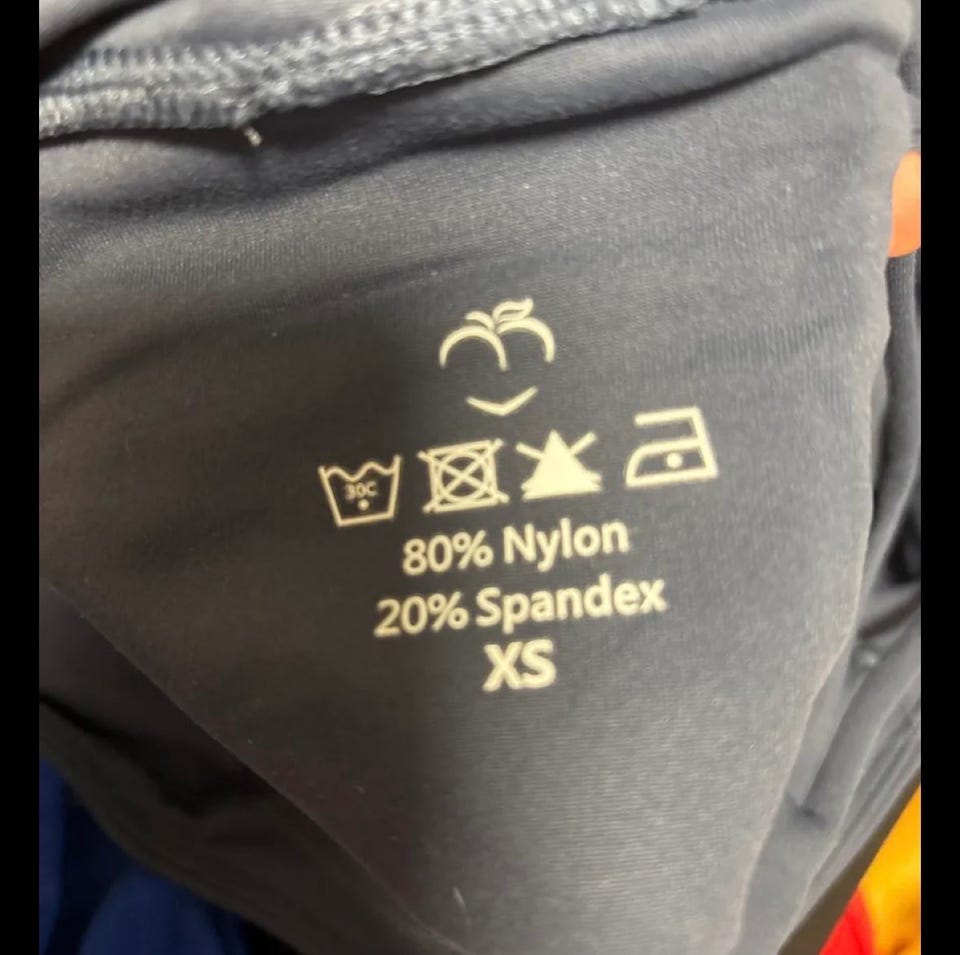 30C
80% Nylon
20% Spandex
XS